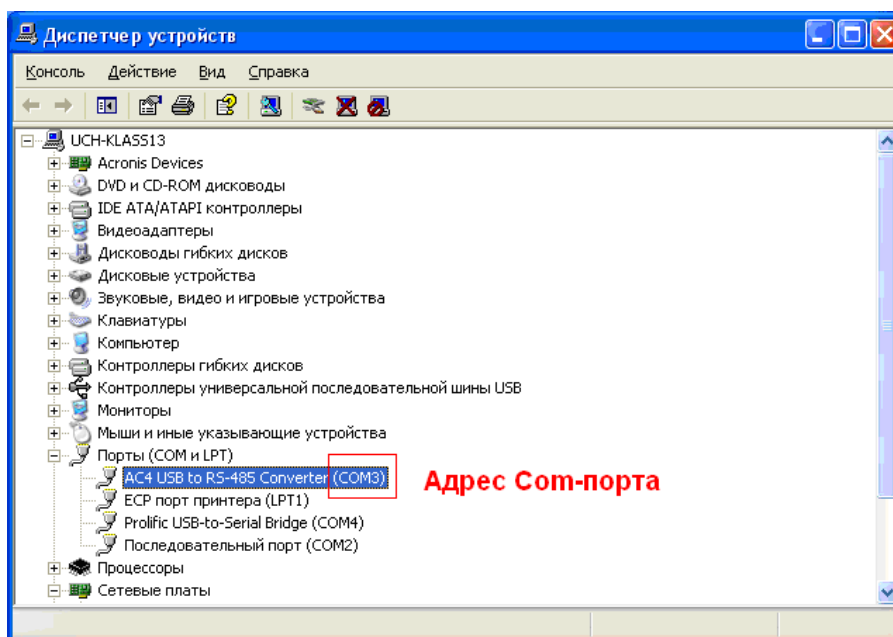 Диспетчер устройств
Консоль Действие Вид Справка
UCH-KLASS13
Acronis Devices
DVD и CD-ROM дисководы
IDE ATA/ATAPI контроллеры
Видеоадаптеры
Дисководы гибких дисков
Дисковые устройства
Звуковые, видео и игровые устройства
Клавиатуры
Компьютер
Контроллеры гибких дисков
Контроллеры универсальной последовательной шины USB
Мониторы
Мыши и иные указывающие устройства
Порты (COM и LPT)
AC4 USB to RS-485 Converter (COM3) Адрес Com-порта
ECP порт принтера (LPT1)
Prolific USB-to-Serial Bridge (COM4)
Последовательный порт (COM2)
Процессоры
Сетевые платы